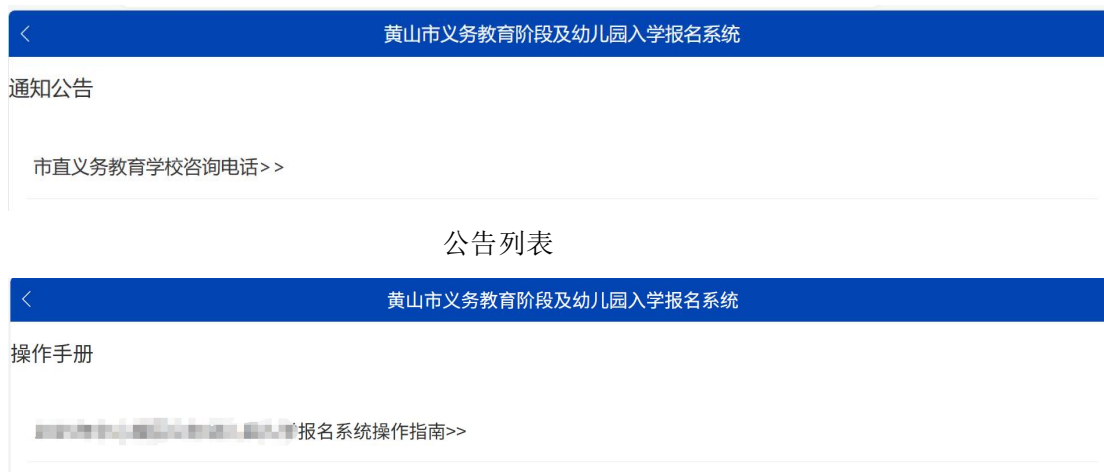 黄山市义务教育阶段及幼儿园入学报名系统
通知公告
市直义务教育学校咨询电话>>
公告列表
黄山市义务教育阶段及幼儿园入学报名系统
操作手册
报名系统操作指南>>